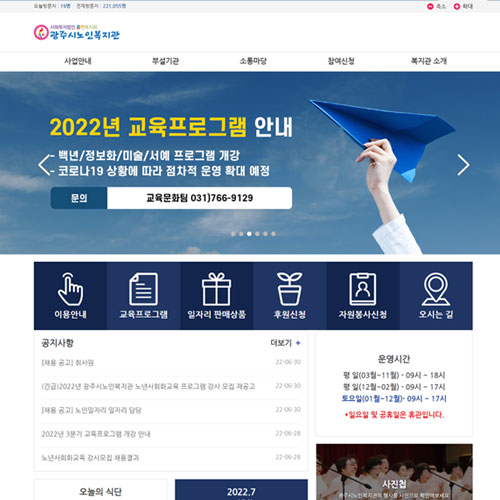 오늘방문자 : 16명 전체방문자 : 221,055명
축소 확대
광주시노인복지관
사업안내 부설기관 소통마당 참여신청 복지관 소개
2022년 교육프로그램 안내
- 백년/정보화/미술/서예 프로그램 개강
- 코로나19 상황에 따라 점차적 운영 확대 예정
문의 교육문화팀 031)766-9129
이용안내 교육프로그램 일자리 판매상품 후원신청 자원봉사신청 오시는 길
공지사항 더보기 +
[채용 공고] 취사원 22-06-30
(긴급)2022년 광주시노인복지관 노년사회화교육 프로그램 강사 모집 재공고 22-06-30
[채용 공고] 노인일자리 일자리 담당 22-06-30
2022년 3분기 교육프로그램 개강 안내 22-06-28
노년사회화교육 강사모집 채용결과 22-06-28
운영시간
평 일(03월~11월) - 09시 ~ 18시
평 일(12월~02월) - 09시 ~ 17시
토요일(01월~12월)- 09시 ~ 17시
*일요일 및 공휴일은 휴관입니다.
사진첩
광주시노인복지관의 행사를 사진으로 확인해보세요
오늘의 식단
2022.7